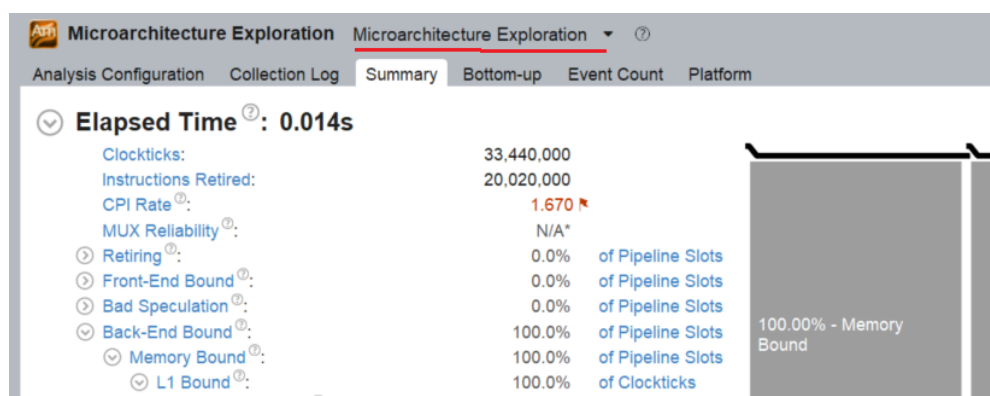 Microarchitecture Exploration Microarchitecture Exploration ?
Analysis Configuration Collection Log Summary Bottom-up Event Count Platform
Elapsed Time ?: 0.014s
Clockticks: 33,440,000
Instructions Retired: 20,020,000
CPI Rate ?: 1.670
MUX Reliability ?: N/A*
Retiring ?: 0.0% of Pipeline Slots
Front-End Bound ?: 0.0% of Pipeline Slots
Bad Speculation ?: 0.0% of Pipeline Slots
Back-End Bound ?: 100.0% of Pipeline Slots
Memory Bound ?: 100.0% of Pipeline Slots
L1 Bound ?: 100.0% of Clockticks
100.00% - Memory
Bound